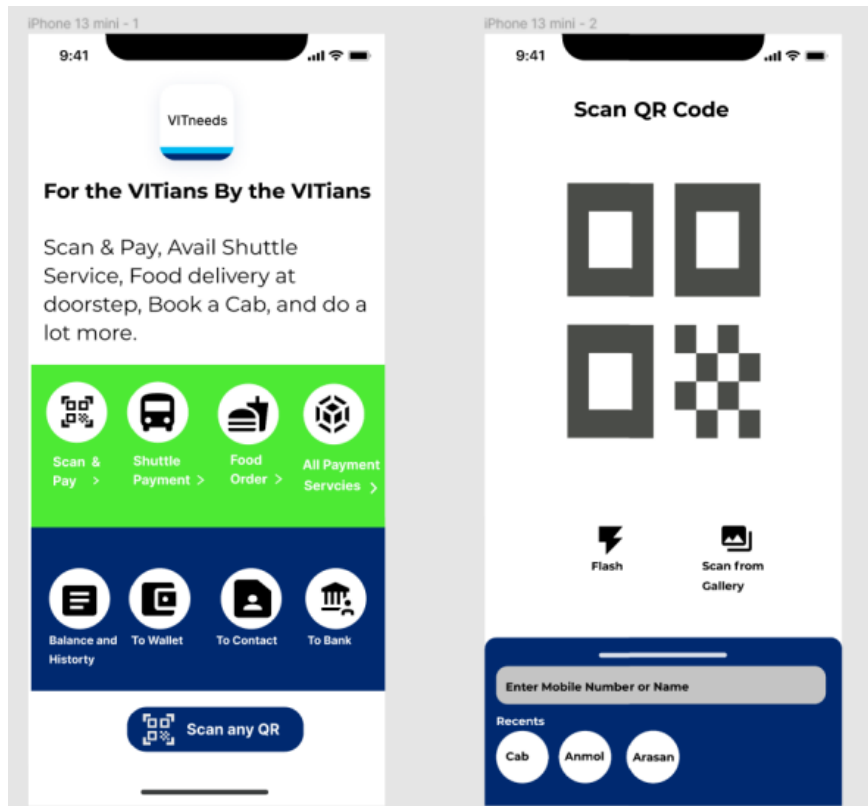 iPhone 13 mini - 1
9:41
VITneeds
For the VITians By the VITians
Scan & Pay, Avail Shuttle
Service, Food delivery at
doorstep, Book a Cab, and do a
lot more.
Scan &
Pay >
Shuttle
Payment >
Food
Order >
All Payment
Servcies >
Balance and
Historty
To Wallet
To Contact
To Bank
Scan any QR
iPhone 13 mini - 2
9:41
Scan QR Code
Flash
Scan from
Gallery
Enter Mobile Number or Name
Recents
Cab
Anmol
Arasan